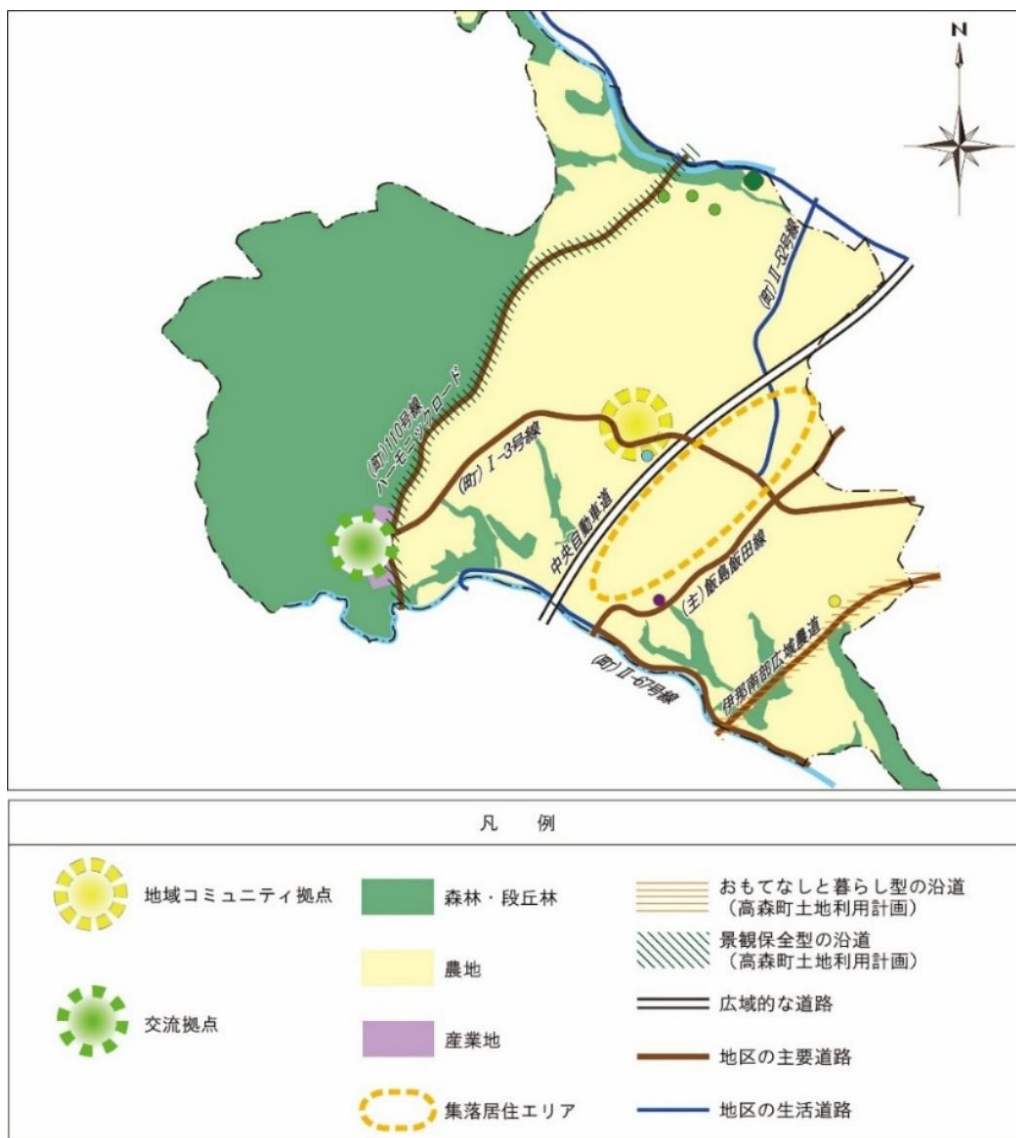 N
(町)Ⅱ-52号線
(町)110号線
ハーモニックロード
(町)Ⅰ-3号線
中央自動車道
(主)飯島飯田線
(町)Ⅱ-67号線
伊那南部広域農道
凡 例
地域コミュニティ拠点
交流拠点
森林・段丘林
農地
産業地
集落居住エリア
おもてなしと暮らし型の沿道
(高森町土地利用計画)
景観保全型の沿道
(高森町土地利用計画)
広域的な道路
地区の主要道路
地区の生活道路